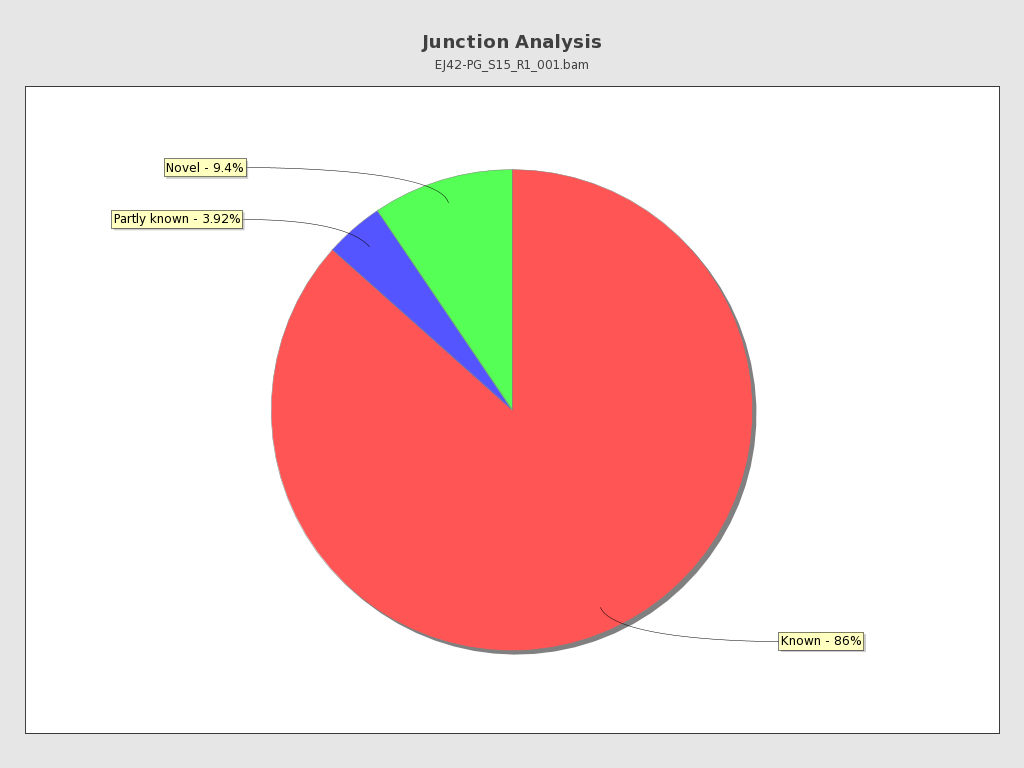 Junction Analysis
EJ42-PG_S15_R1_001.bam
Novel - 9.4%
Partly known - 3.92%
Known - 86%